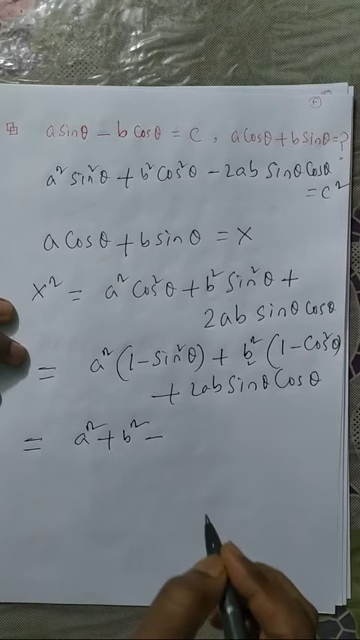 a sinθ - b cosθ = c , a cosθ + b sinθ = ?
a² sin²θ + b² cos²θ - 2ab sinθ cosθ
= c²
a cosθ + b sinθ = x
x² = a² cos²θ + b² sin²θ +
2ab sinθ cosθ
= a² (1 - sin²θ) + b² (1 - cos²θ)
+ 2ab sinθ cosθ
= a² + b² -